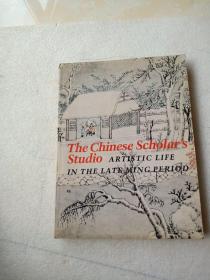 The Chinese Scholar's
Studio ARTISTIC LIFE
IN THE LATE MING PERIOD